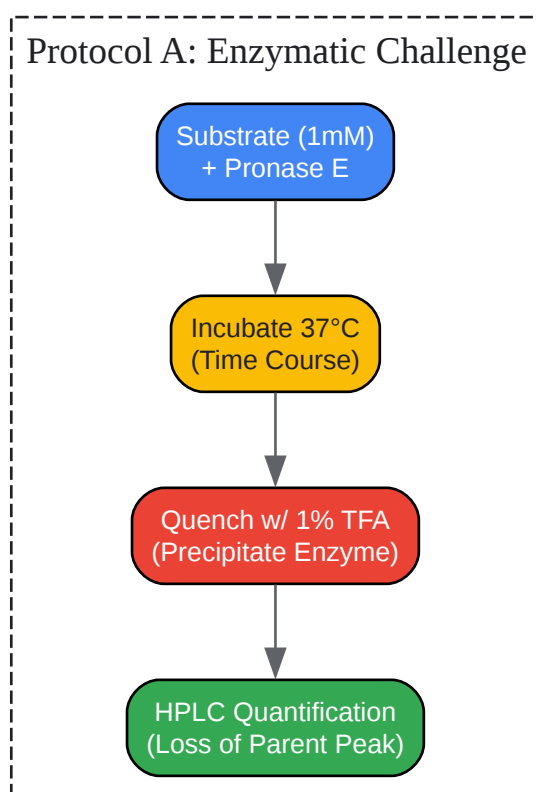 Protocol A: Enzymatic Challenge
Substrate (1mM)
+ Pronase E
Incubate 37°C
(Time Course)
Quench w/ 1% TFA
(Precipitate Enzyme)
HPLC Quantification
(Loss of Parent Peak)